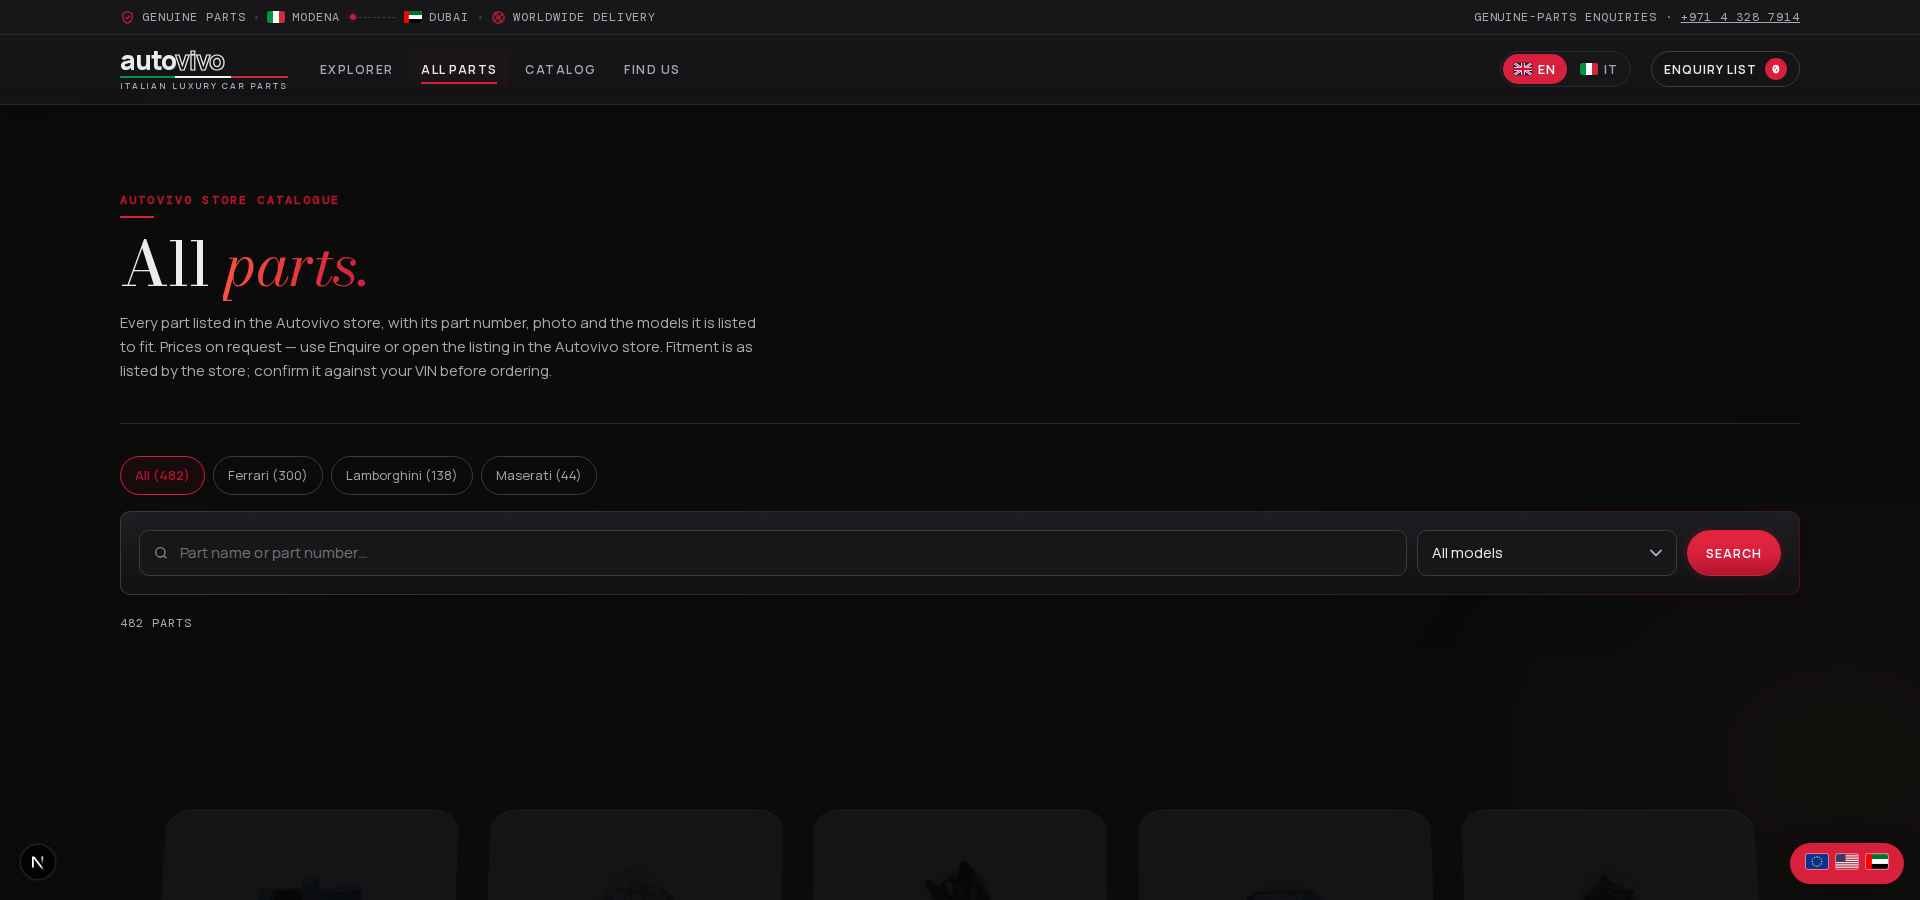 GENUINE PARTS • MODENA DUBAI • WORLDWIDE DELIVERY
GENUINE-PARTS ENQUIRIES · +971 4 328 7914
autovivo
ITALIAN LUXURY CAR PARTS
EXPLORER
ALL PARTS
CATALOG
FIND US
EN
IT
ENQUIRY LIST 0
AUTOVIVO STORE CATALOGUE
All parts.
Every part listed in the Autovivo store, with its part number, photo and the models it is listed
to fit. Prices on request — use Enquire or open the listing in the Autovivo store. Fitment is as
listed by the store; confirm it against your VIN before ordering.
All (482)
Ferrari (300)
Lamborghini (138)
Maserati (44)
Part name or part number...
All models
SEARCH
482 PARTS
N